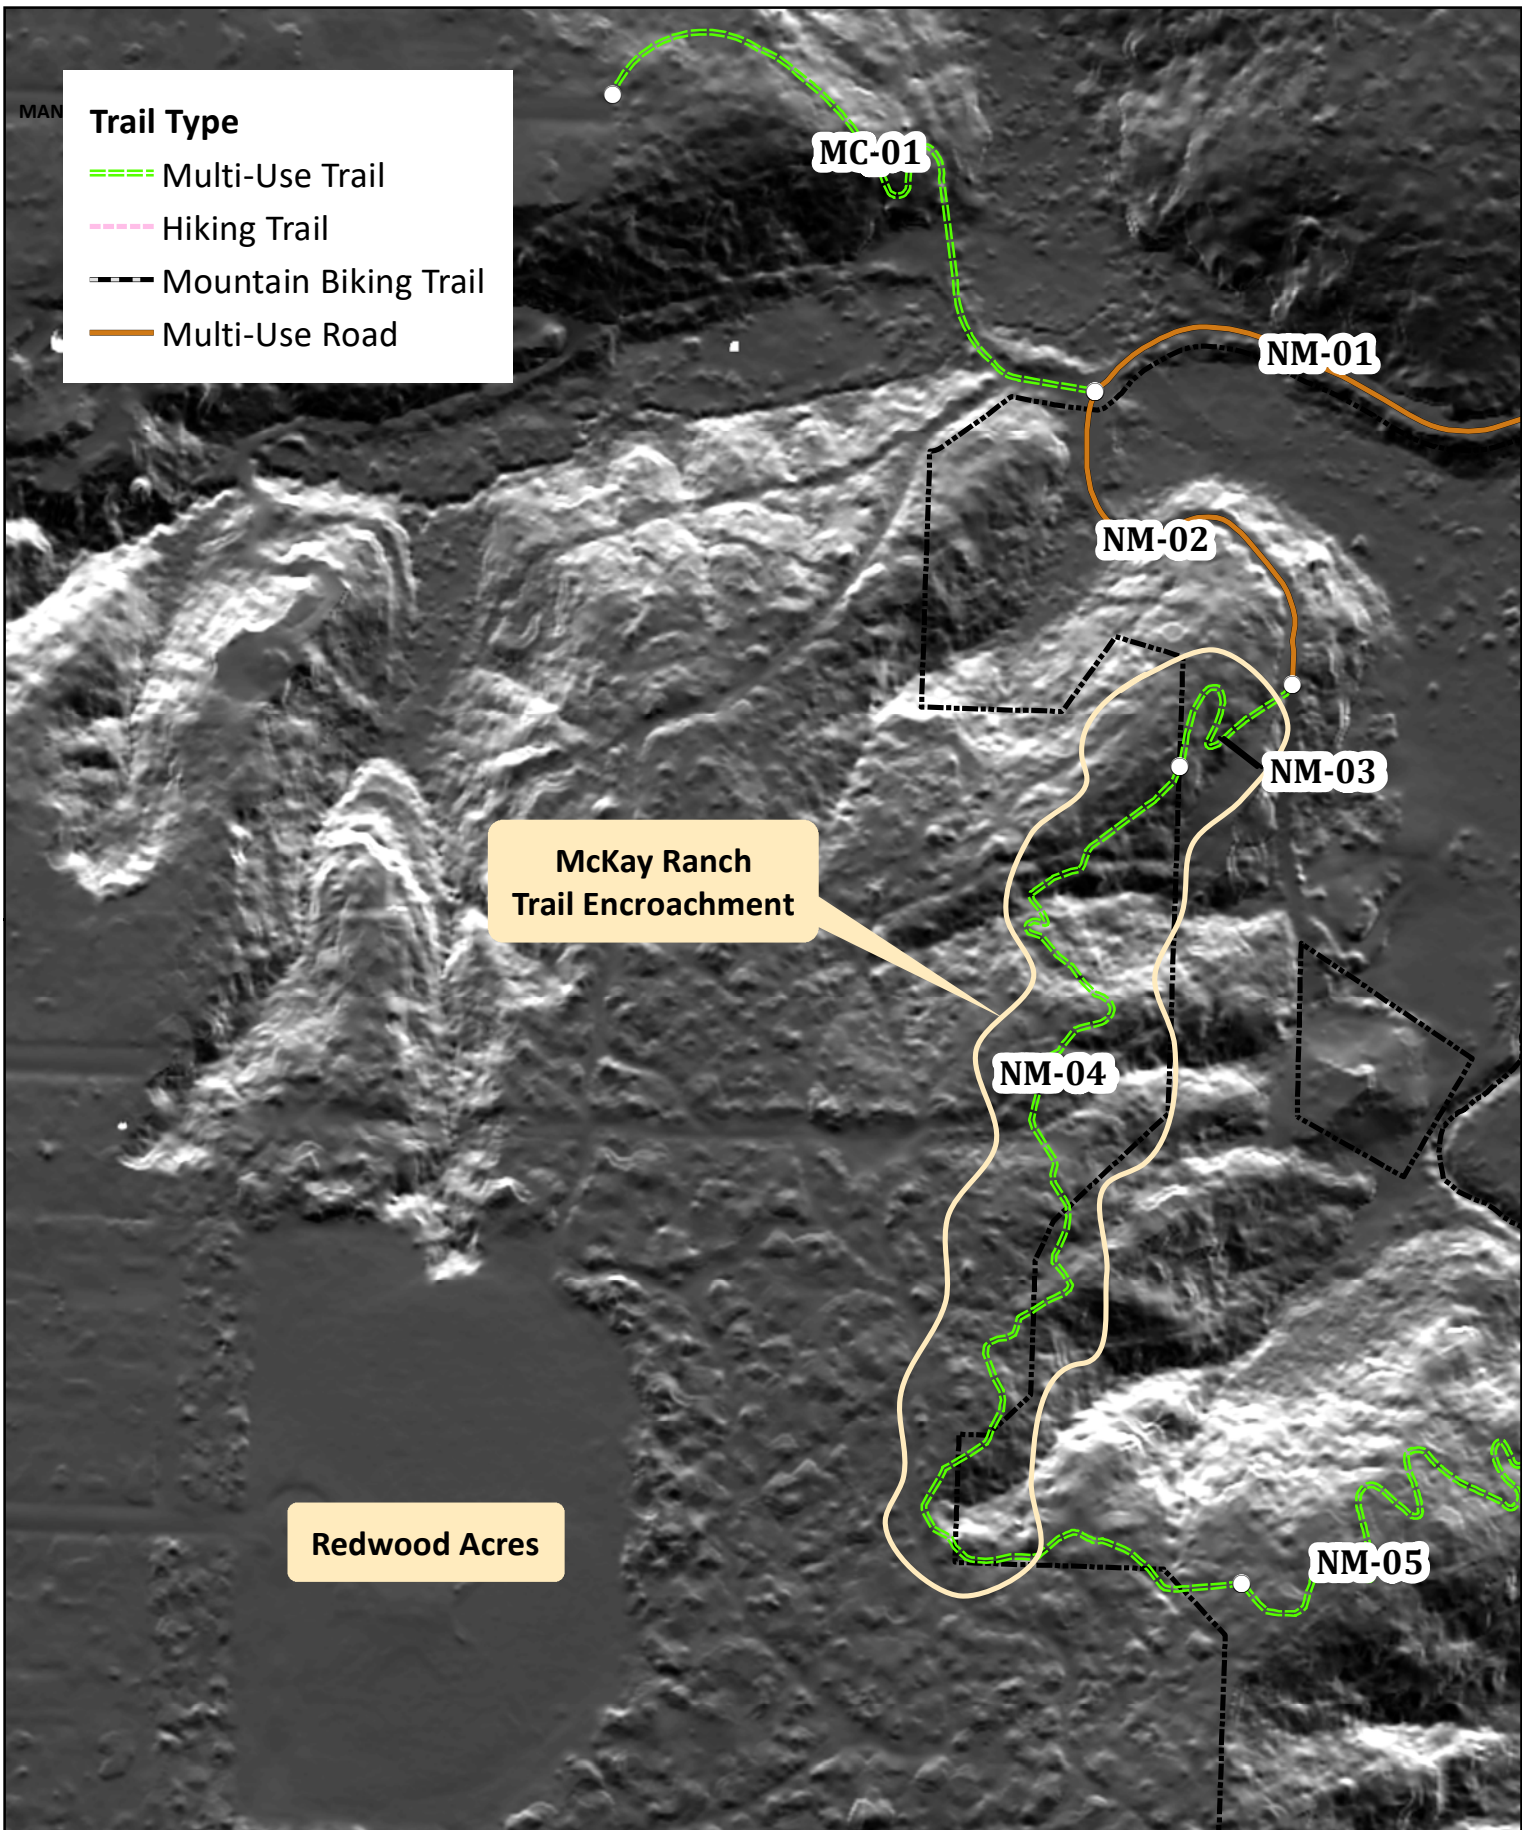 MAN
Trail Type
Multi-Use Trail
Hiking Trail
Mountain Biking Trail
Multi-Use Road
MC-01
NM-01
NM-02
NM-03
McKay Ranch
Trail Encroachment
NM-04
Redwood Acres
NM-05